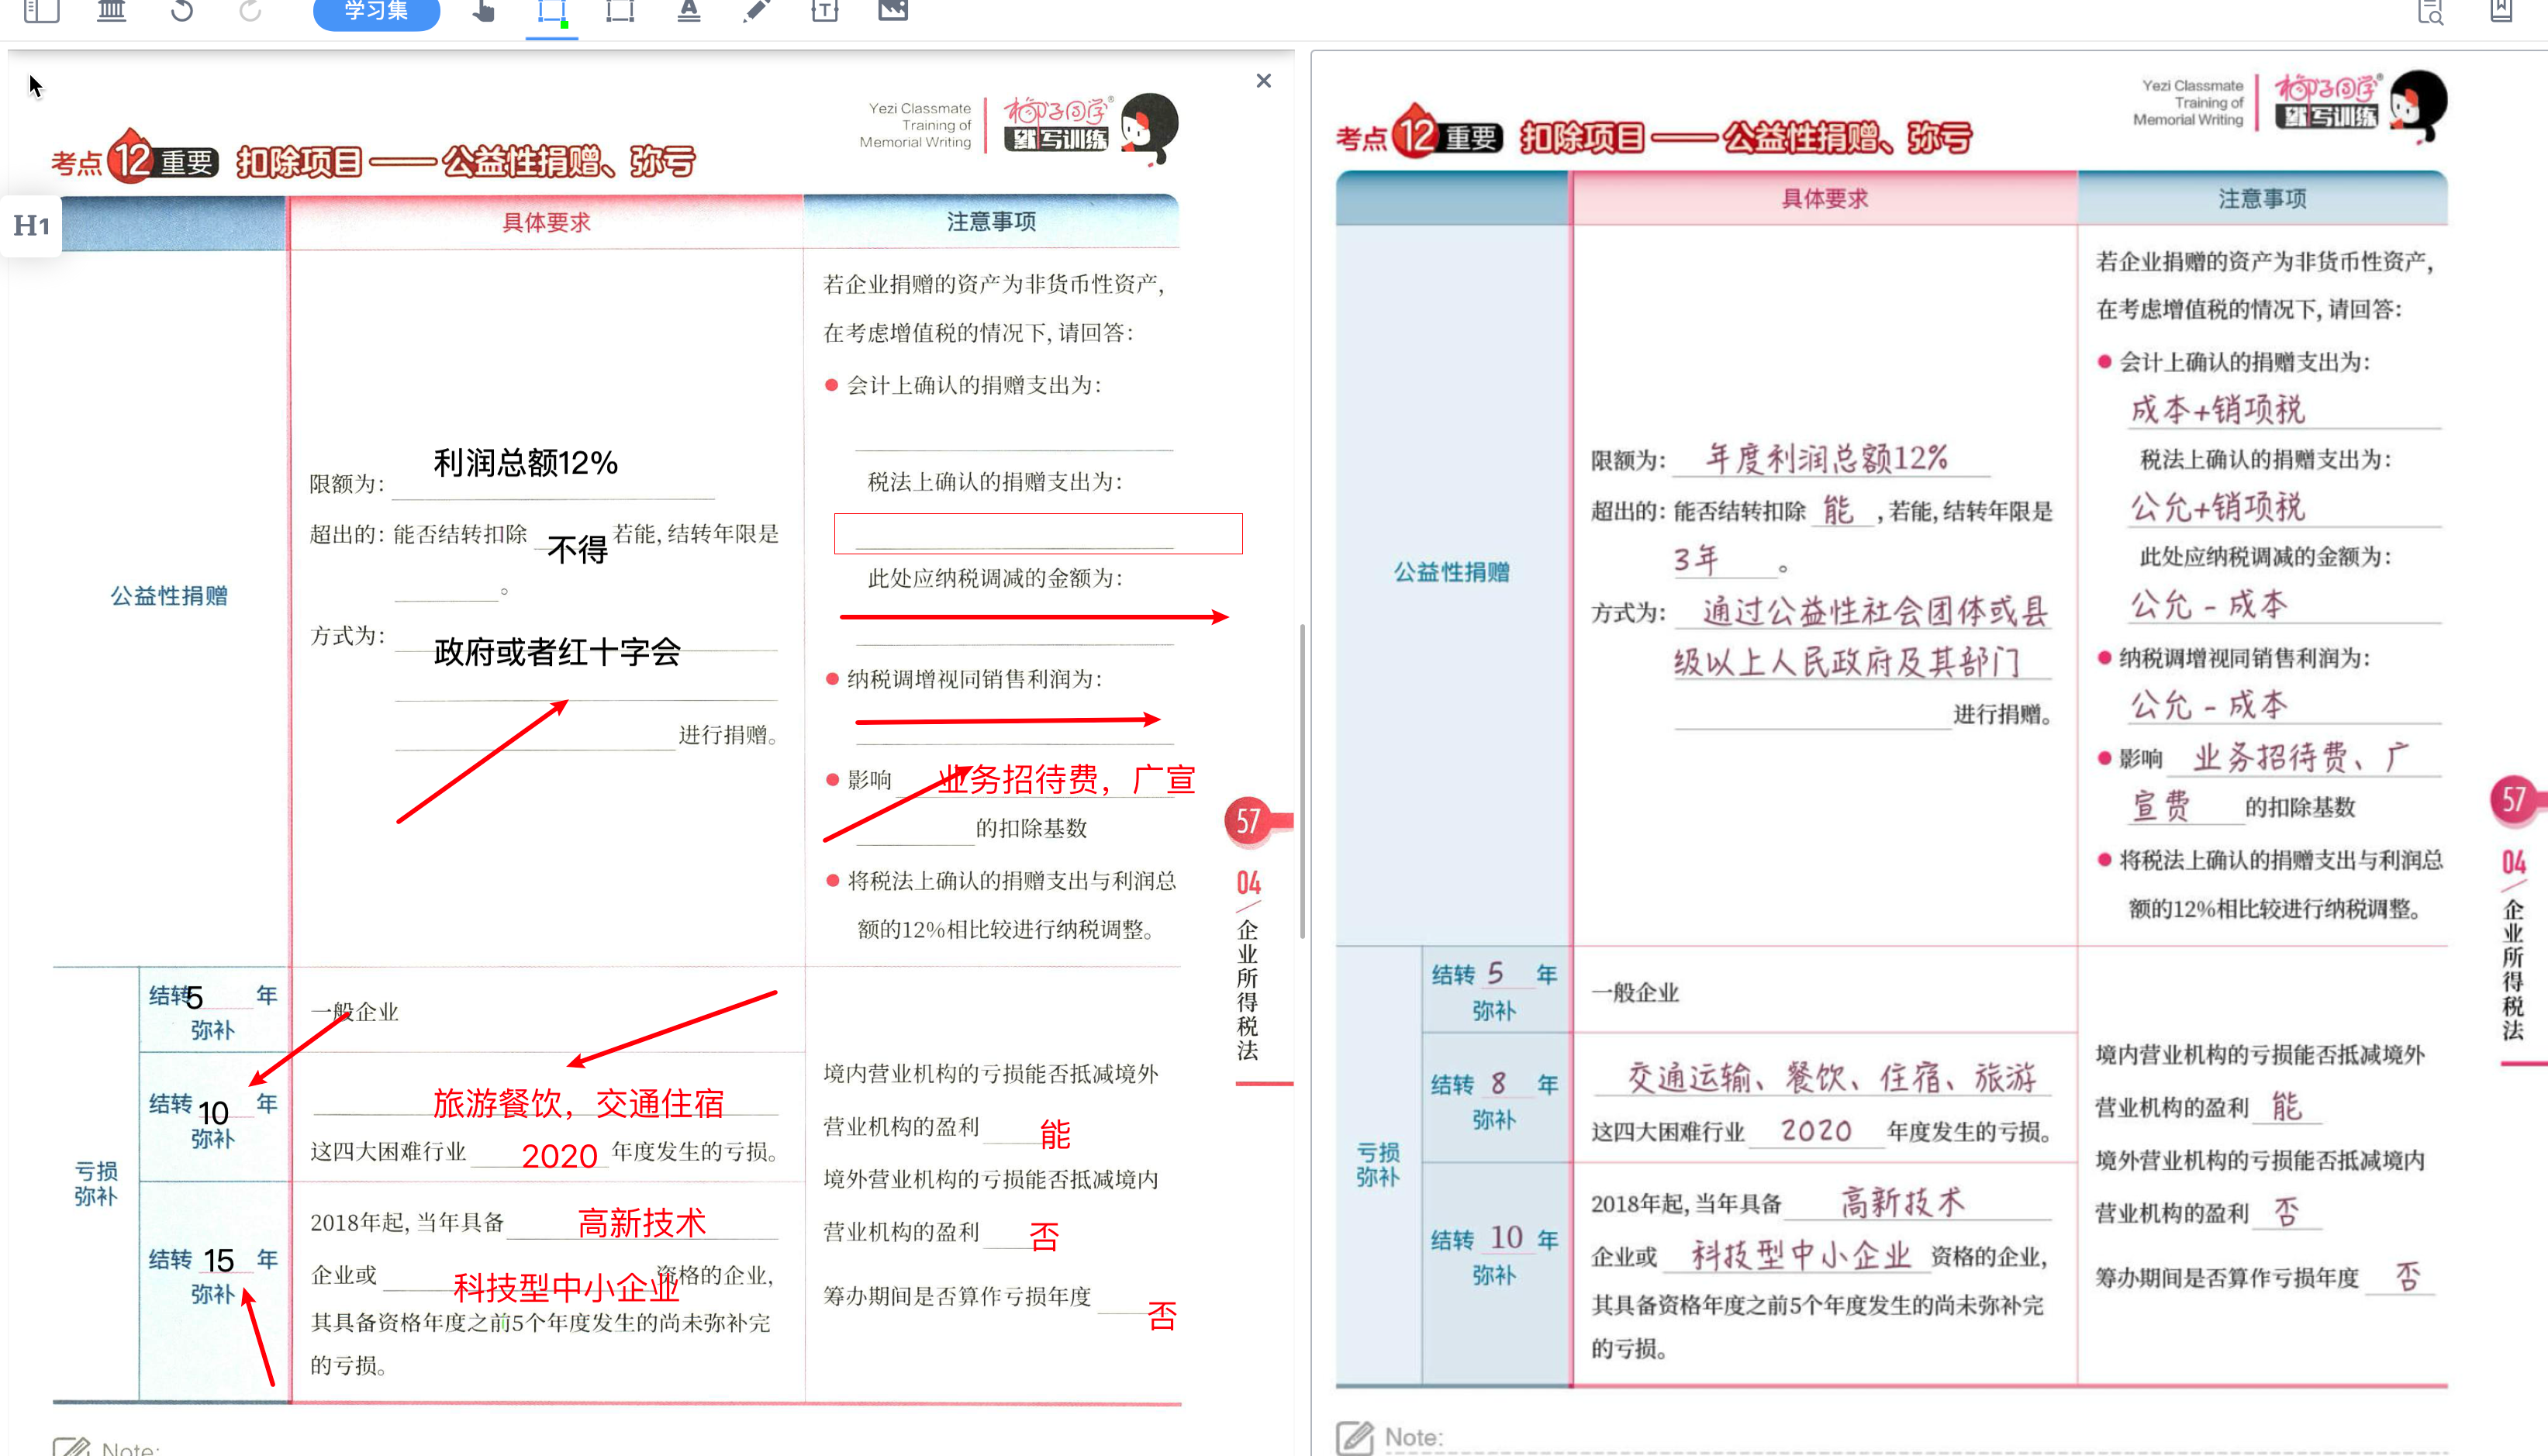 学习集
Yezi Classmate
Training of
Memorial Writing
椰子同学®
默写训练
考点 12 重要 扣除项目——公益性捐赠、弥亏
H1
具体要求
注意事项
公益性捐赠
利润总额12%
限额为:
超出的: 能否结转扣除 不得 若能, 结转年限是
。
方式为: 政府或者红十字会
进行捐赠。
若企业捐赠的资产为非货币性资产,
在考虑增值税的情况下, 请回答:
会计上确认的捐赠支出为:
税法上确认的捐赠支出为:
此处应纳税调减的金额为:
纳税调增视同销售利润为:
影响 业务招待费，广宣
的扣除基数
将税法上确认的捐赠支出与利润总
额的12%相比较进行纳税调整。
57
04
企业所得税法
亏损
弥补
结转5 年
弥补
一般企业
结转 10 年
弥补
旅游餐饮，交通住宿
这四大困难行业 2020 年度发生的亏损。
结转 15 年
弥补
2018年起, 当年具备 高新技术
企业或 科技型中小企业 资格的企业,
其具备资格年度之前5个年度发生的尚未弥补完
的亏损。
境内营业机构的亏损能否抵减境外
营业机构的盈利 能
境外营业机构的亏损能否抵减境内
营业机构的盈利 否
筹办期间是否算作亏损年度 否
Note:
Yezi Classmate
Training of
Memorial Writing
椰子同学®
默写训练
考点 12 重要 扣除项目——公益性捐赠、弥亏
具体要求
注意事项
公益性捐赠
限额为: 年度利润总额12%
超出的: 能否结转扣除 能 , 若能, 结转年限是
3年 。
方式为: 通过公益性社会团体或县
级以上人民政府及其部门
进行捐赠。
若企业捐赠的资产为非货币性资产,
在考虑增值税的情况下, 请回答:
会计上确认的捐赠支出为:
成本+销项税
税法上确认的捐赠支出为:
公允+销项税
此处应纳税调减的金额为:
公允-成本
纳税调增视同销售利润为:
公允-成本
影响 业务招待费、广
宣费 的扣除基数
将税法上确认的捐赠支出与利润总
额的12%相比较进行纳税调整。
57
04
企业所得税法
亏损
弥补
结转 5 年
弥补
一般企业
结转 8 年
弥补
交通运输、餐饮、住宿、旅游
这四大困难行业 2020 年度发生的亏损。
结转 10 年
弥补
2018年起, 当年具备 高新技术
企业或 科技型中小企业 资格的企业,
其具备资格年度之前5个年度发生的尚未弥补完
的亏损。
境内营业机构的亏损能否抵减境外
营业机构的盈利 能
境外营业机构的亏损能否抵减境内
营业机构的盈利 否
筹办期间是否算作亏损年度 否
Note: